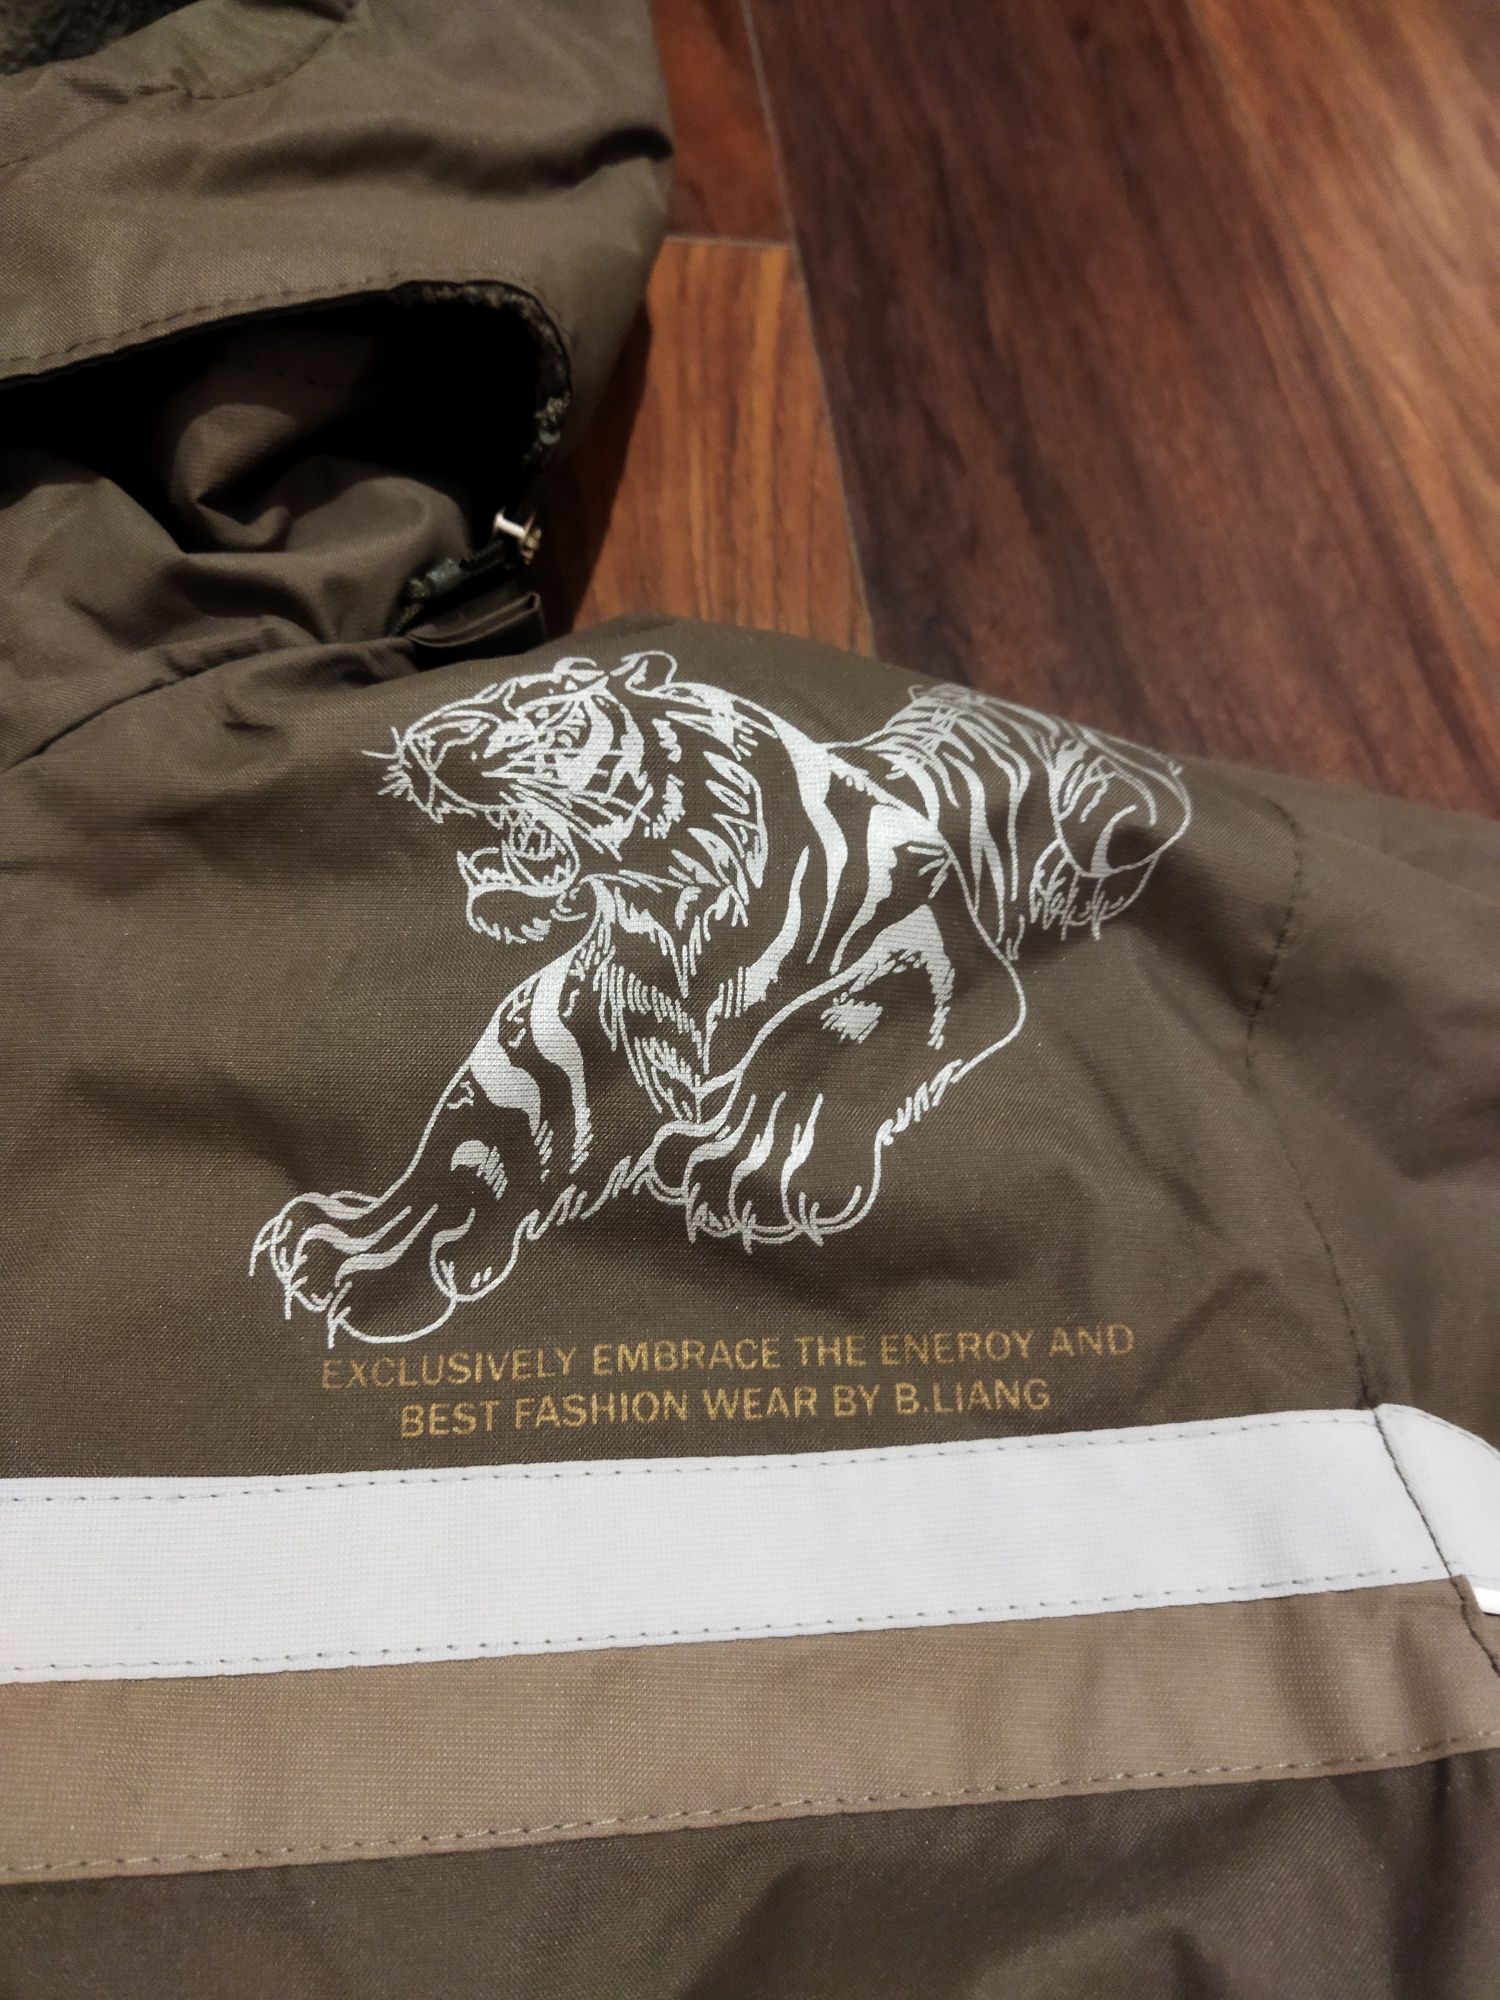 EXCLUSIVELY EMBRACE THE ENEROY AND
BEST FASHION WEAR BY B.LIANG